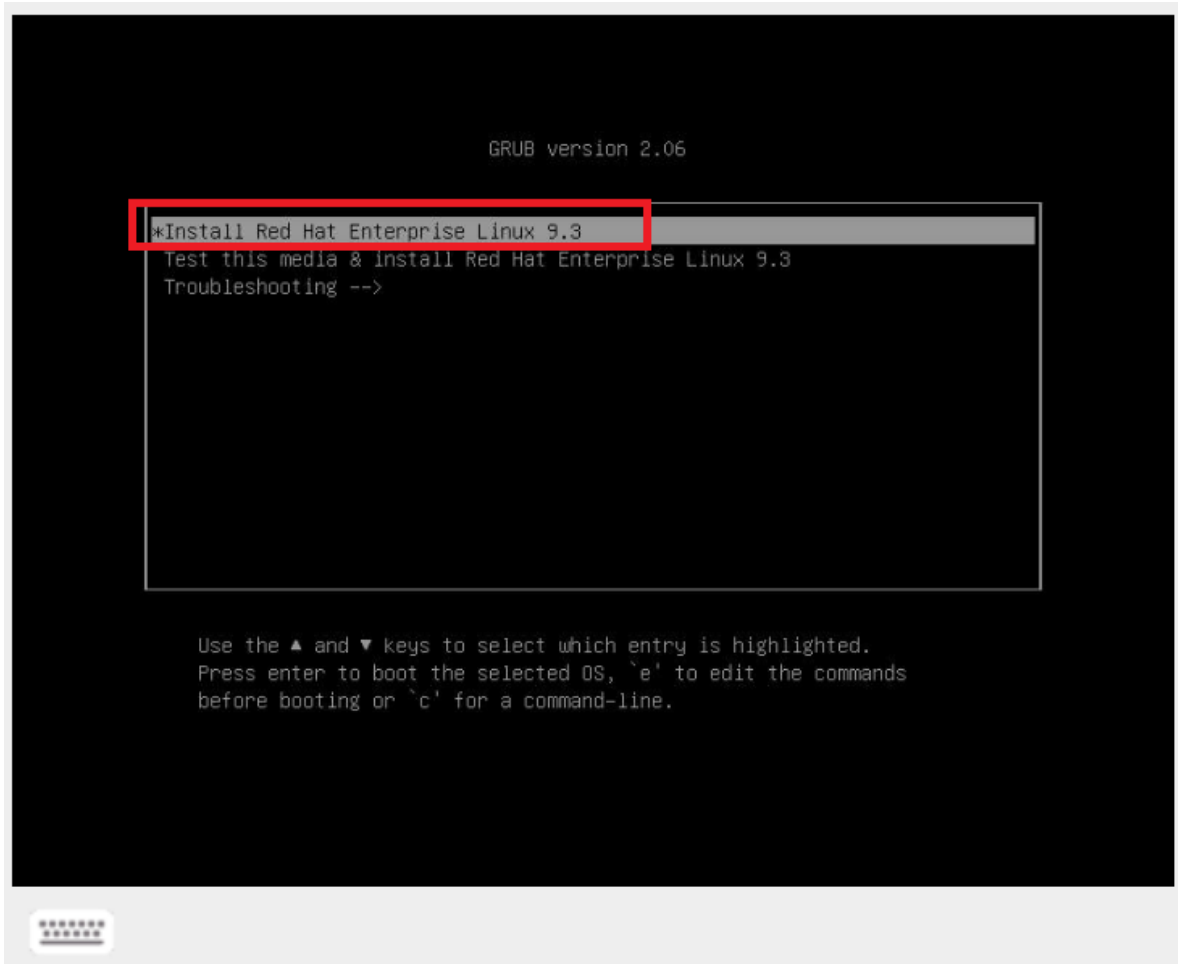 GRUB version 2.06
*Install Red Hat Enterprise Linux 9.3
Test this media & install Red Hat Enterprise Linux 9.3
Troubleshooting -->
Use the ▲ and ▼ keys to select which entry is highlighted.
Press enter to boot the selected OS, `e' to edit the commands
before booting or `c' for a command-line.